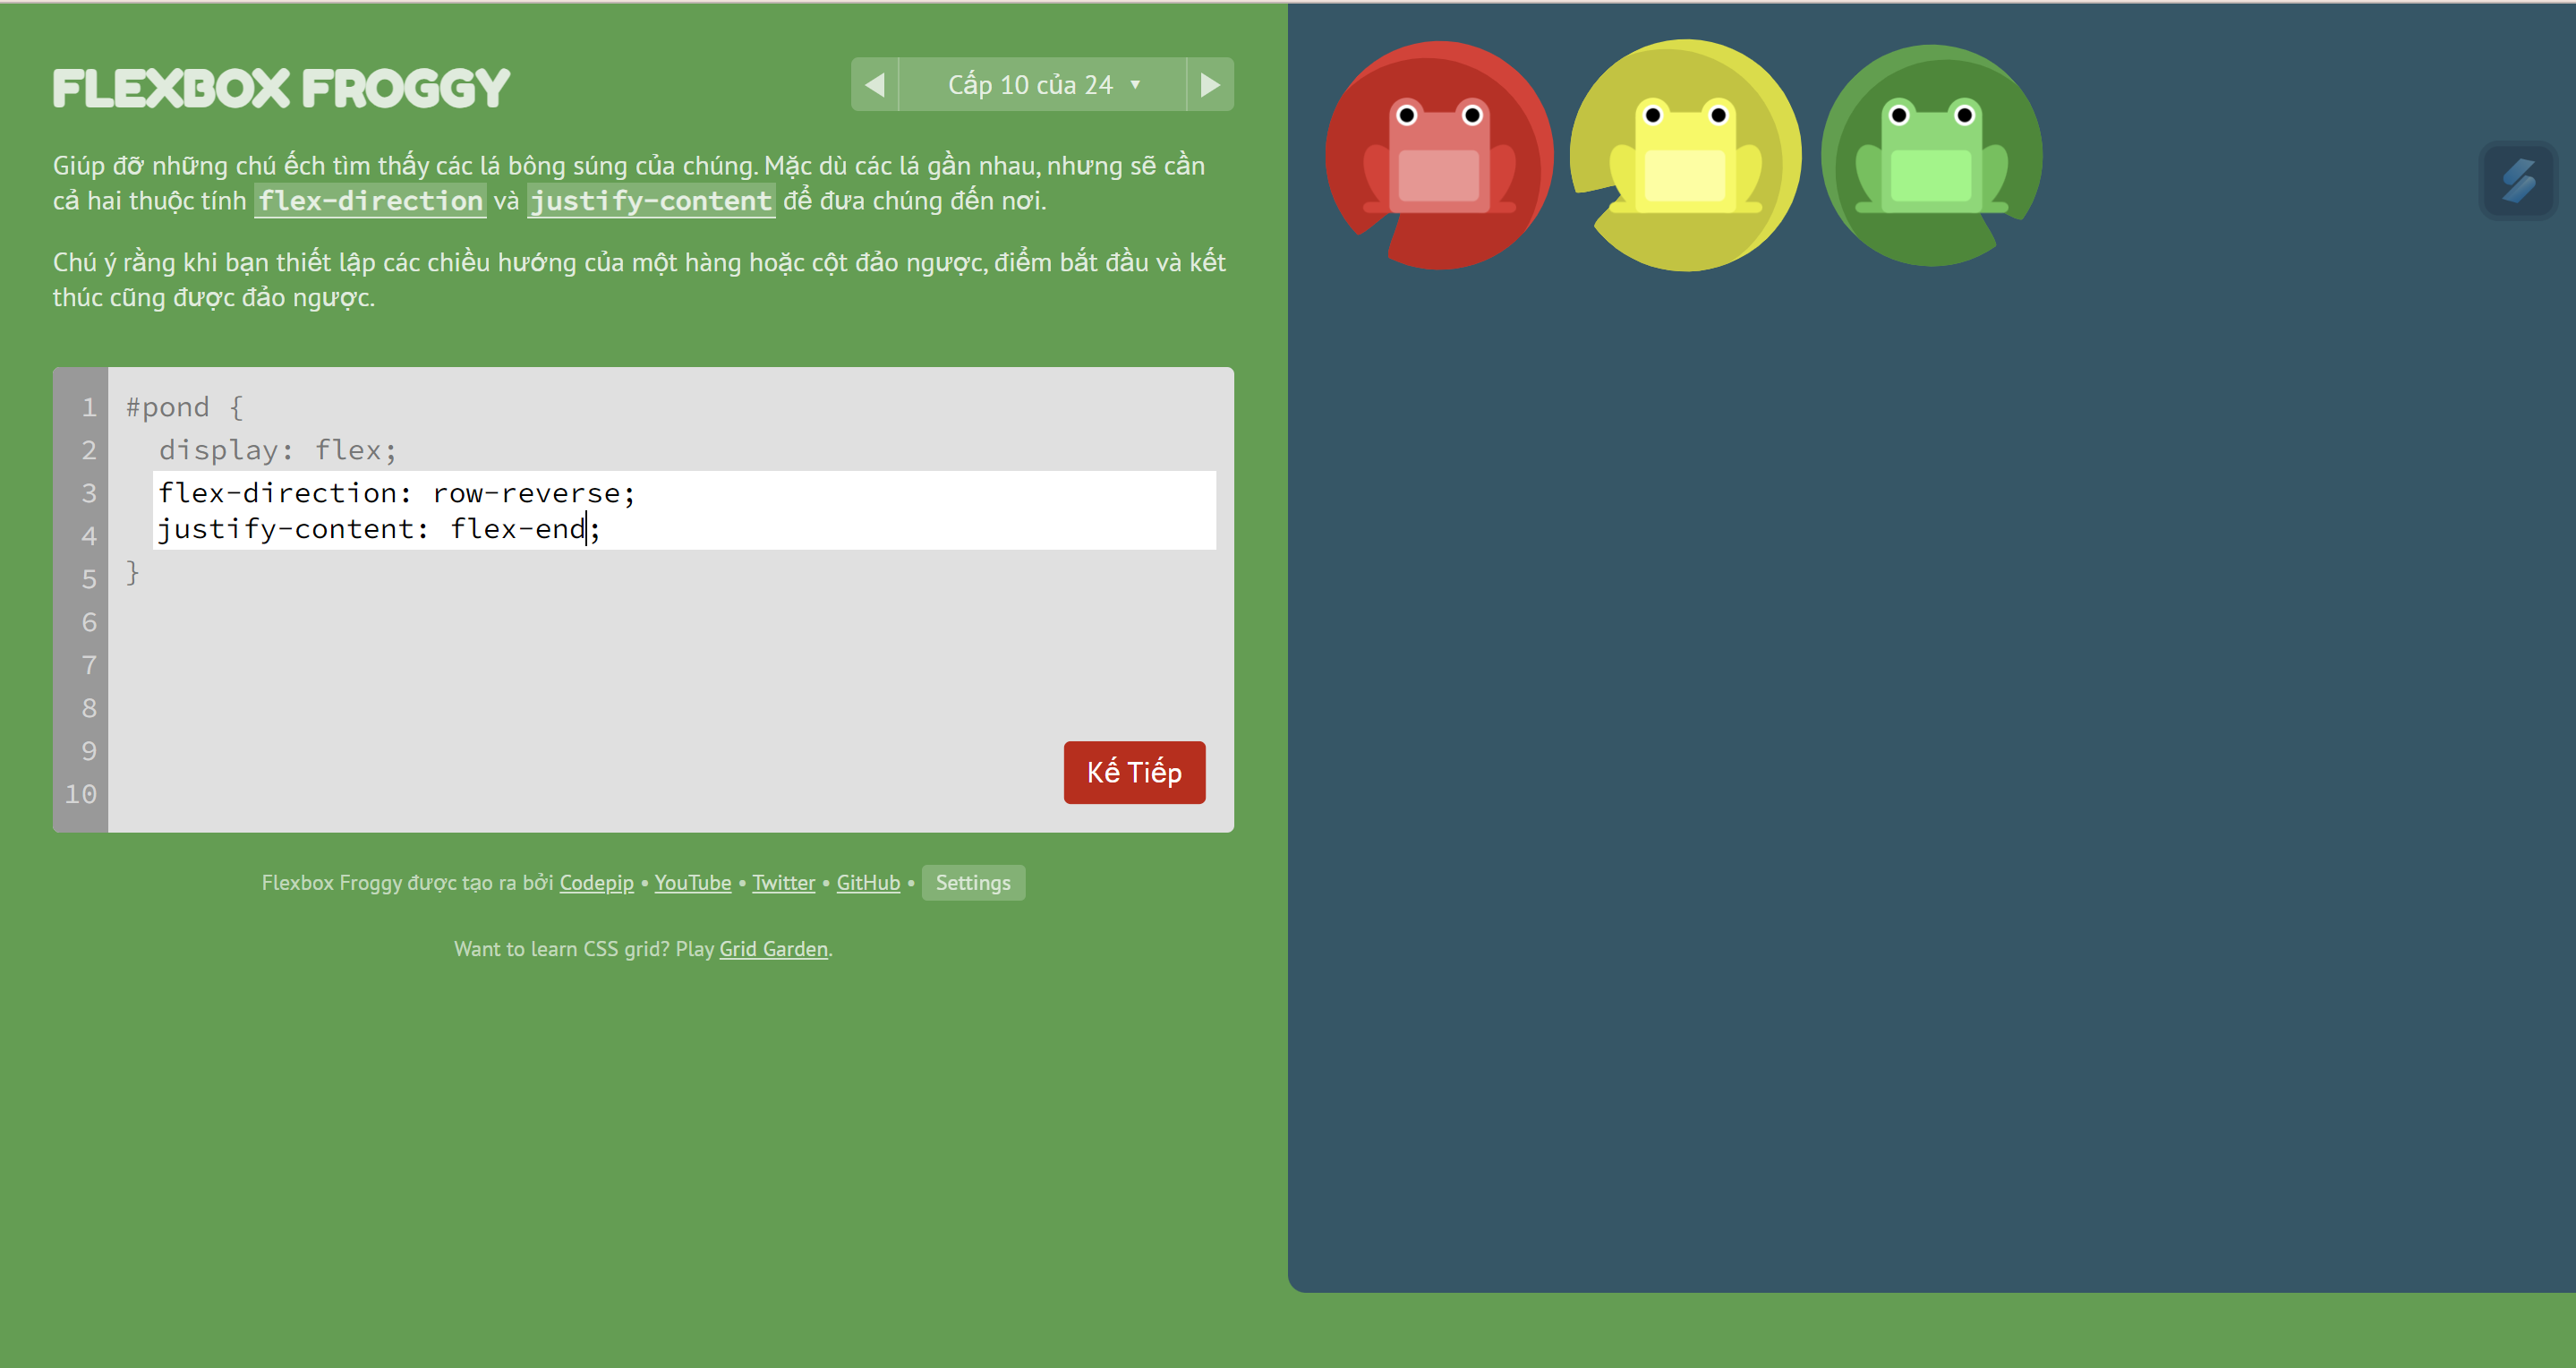 FLEXBOX FROGGY
Cấp 10 của 24 ▼
Giúp đỡ những chú ếch tìm thấy các lá bông súng của chúng. Mặc dù các lá gần nhau, nhưng sẽ cần
cả hai thuộc tính flex-direction và justify-content để đưa chúng đến nơi.
Chú ý rằng khi bạn thiết lập các chiều hướng của một hàng hoặc cột đảo ngược, điểm bắt đầu và kết
thúc cũng được đảo ngược.
1 #pond {
2 display: flex;
3 flex-direction: row-reverse;
4 justify-content: flex-end;
5 }
6
7
8
9
10
Kế Tiếp
Flexbox Froggy được tạo ra bởi Codepip • YouTube • Twitter • GitHub • Settings
Want to learn CSS grid? Play Grid Garden.